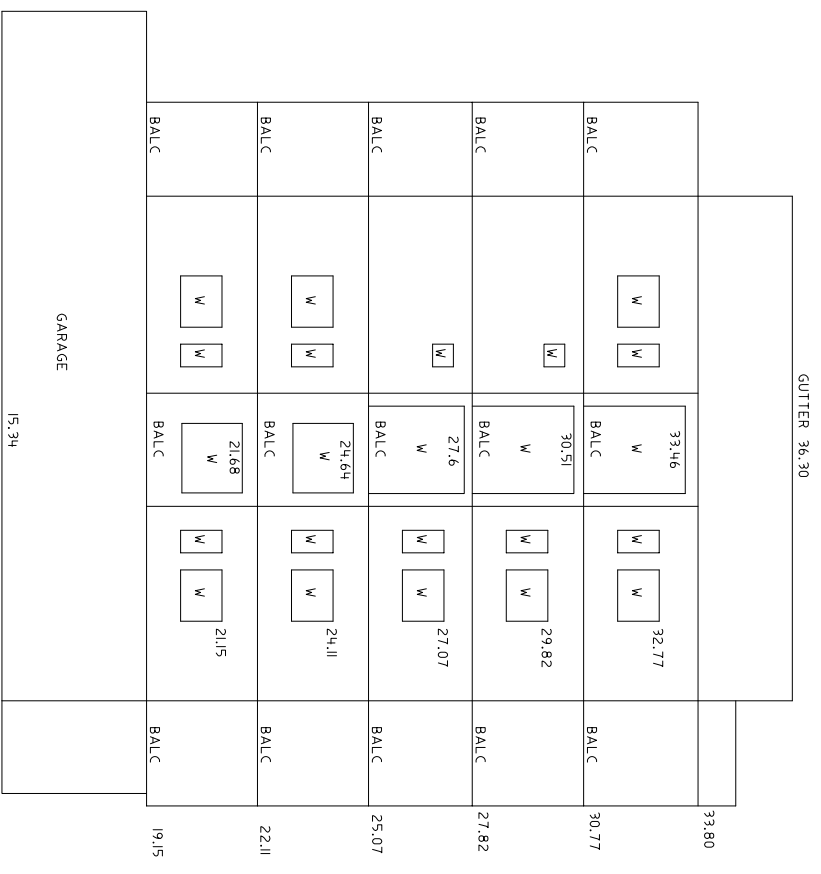 GUTTER 36.30
33.80
33.46
32.77
W W W W W
BALC BALC BALC 30.77
30.51
29.82
W W W W
BALC BALC BALC 27.82
27.6
27.07
W W W W
BALC BALC BALC 25.07
24.64
24.11
W W W W W
BALC BALC BALC 22.11
21.68
21.15
W W W W W
BALC BALC BALC 19.15
GARAGE
15.34